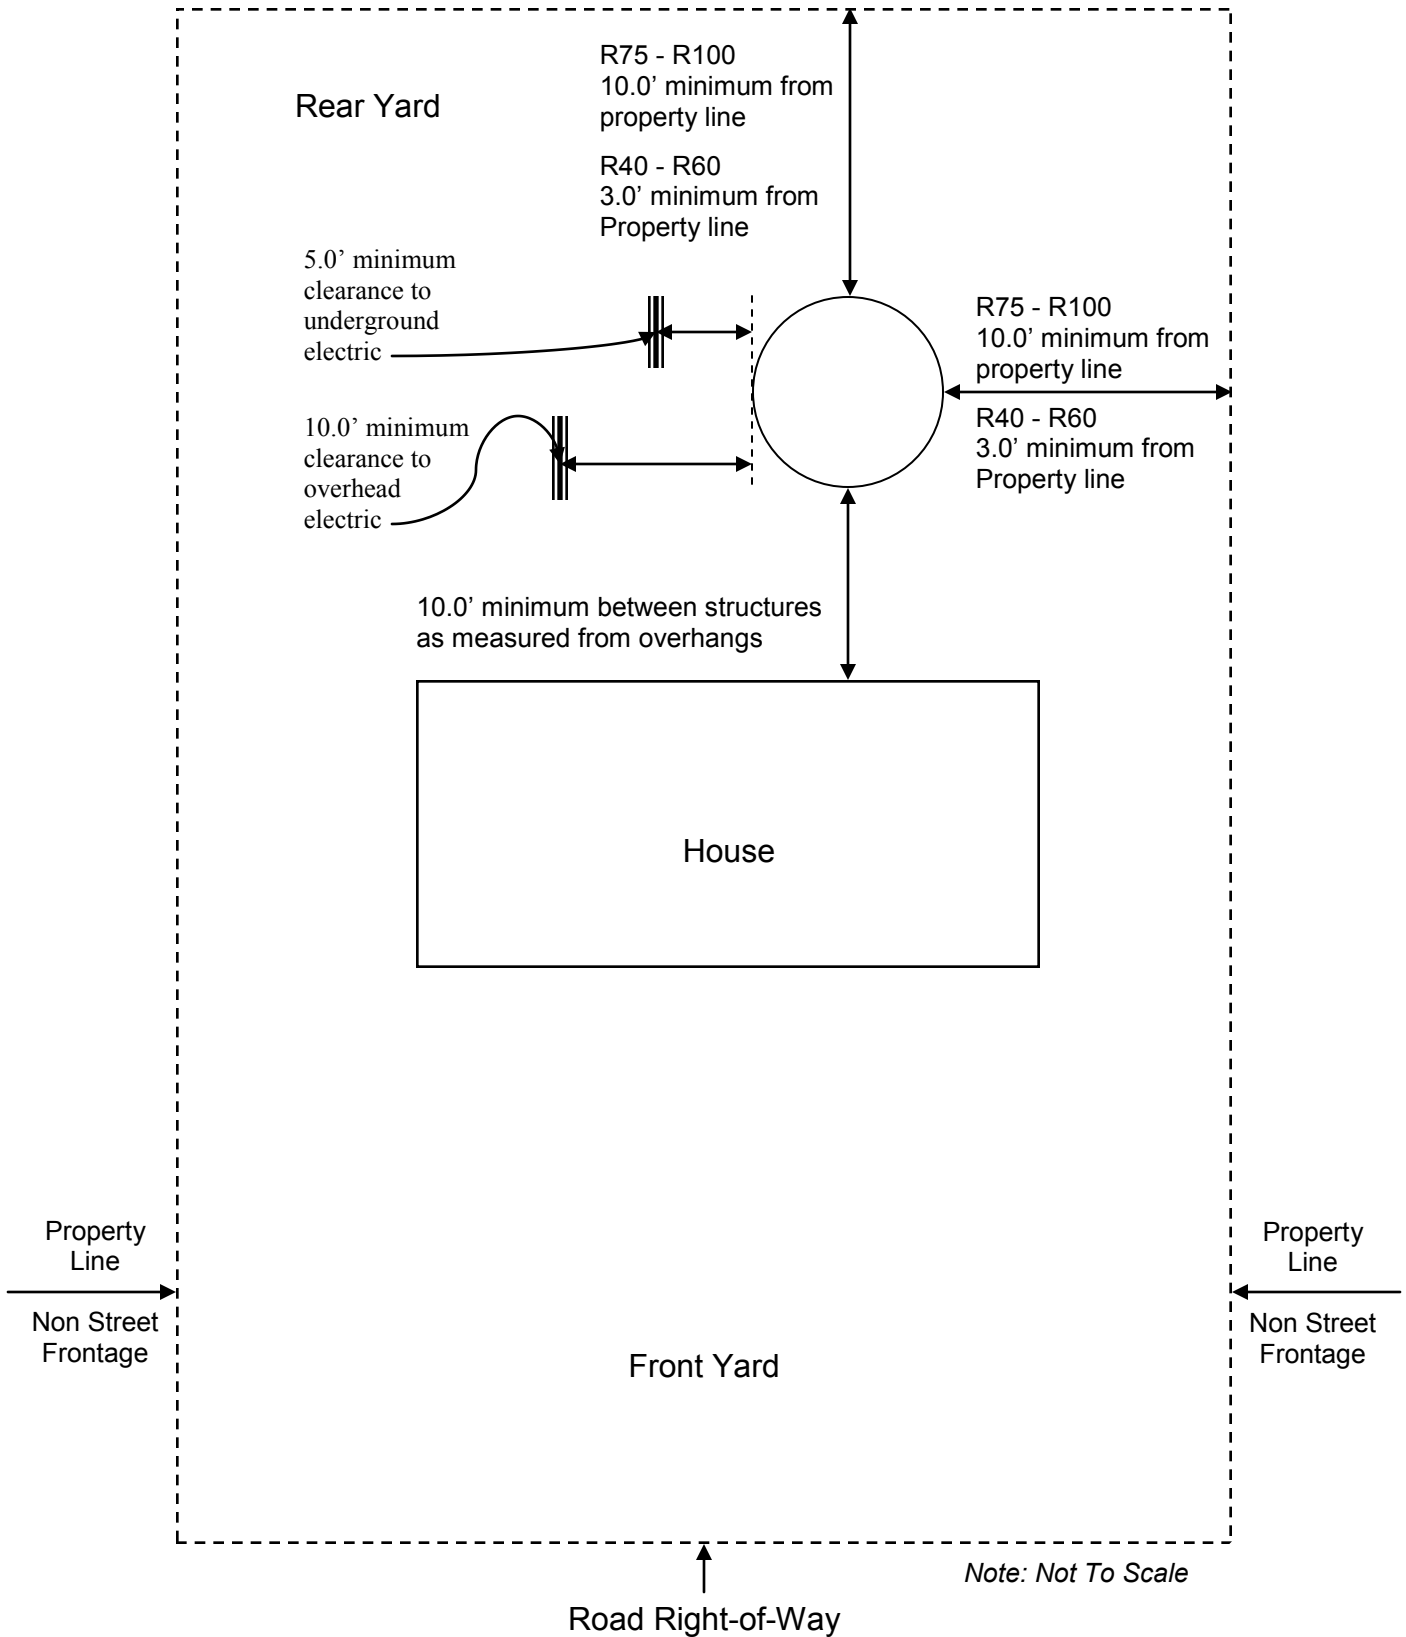 R75 - R100
10.0’ minimum from
property line
Rear Yard
R40 - R60
3.0’ minimum from
Property line
5.0’ minimum
clearance to
underground
electric
R75 - R100
10.0’ minimum from
property line
R40 - R60
3.0’ minimum from
Property line
10.0’ minimum
clearance to
overhead
electric
10.0’ minimum between structures
as measured from overhangs
House
Property
Line
Non Street
Frontage
Property
Line
Non Street
Frontage
Front Yard
Note: Not To Scale
Road Right-of-Way